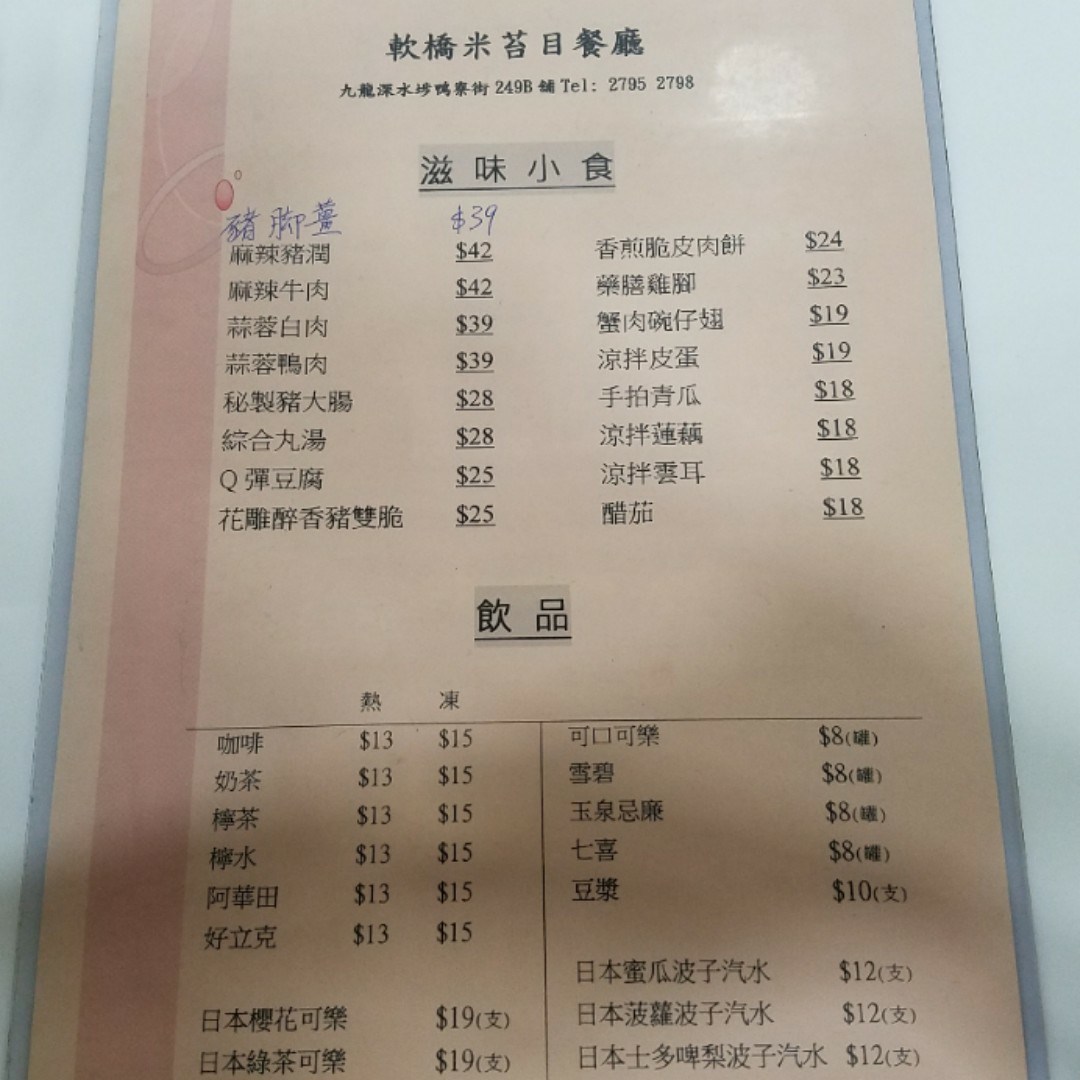 軟橋米苔目餐廳
九龍深水埗鴨寮街 249B 舖 Tel: 2795 2798
滋味小食
豬脚薑 $39
麻辣豬潤 $42 香煎脆皮肉餅 $24
麻辣牛肉 $42 藥膳雞腳 $23
蒜蓉白肉 $39 蟹肉碗仔翅 $19
蒜蓉鴨肉 $39 涼拌皮蛋 $19
秘製豬大腸 $28 手拍青瓜 $18
綜合丸湯 $28 涼拌蓮藕 $18
Q 彈豆腐 $25 涼拌雲耳 $18
花雕醉香豬雙脆 $25 醋茄 $18
飲品
熱 凍
咖啡 $13 $15 可口可樂 $8(罐)
奶茶 $13 $15 雪碧 $8(罐)
檸茶 $13 $15 玉泉忌廉 $8(罐)
檸水 $13 $15 七喜 $8(罐)
阿華田 $13 $15 豆漿 $10(支)
好立克 $13 $15
日本蜜瓜波子汽水 $12(支)
日本櫻花可樂 $19(支) 日本菠蘿波子汽水 $12(支)
日本綠茶可樂 $19(支) 日本士多啤梨波子汽水 $12(支)